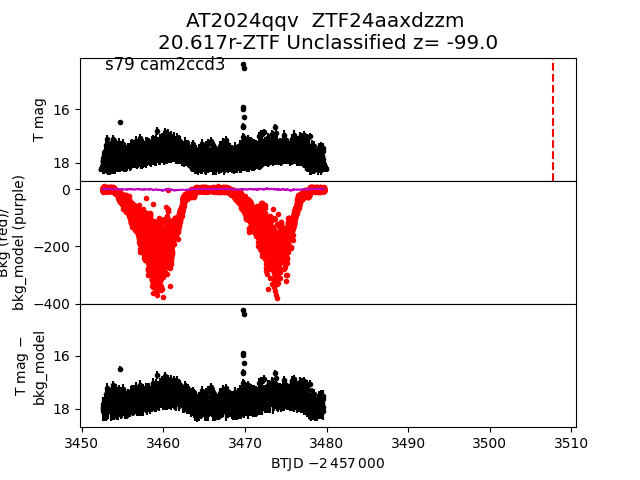 AT2024qqv  ZTF24aaxdzzm
20.617r-ZTF Unclassified z= -99.0
s79 cam2ccd3
T mag
16
18
Bkg (red)/
bkg_model (purple)
0
−200
−400
T mag −
bkg_model
16
18
3450 3460 3470 3480 3490 3500 3510
BTJD −2 457 000